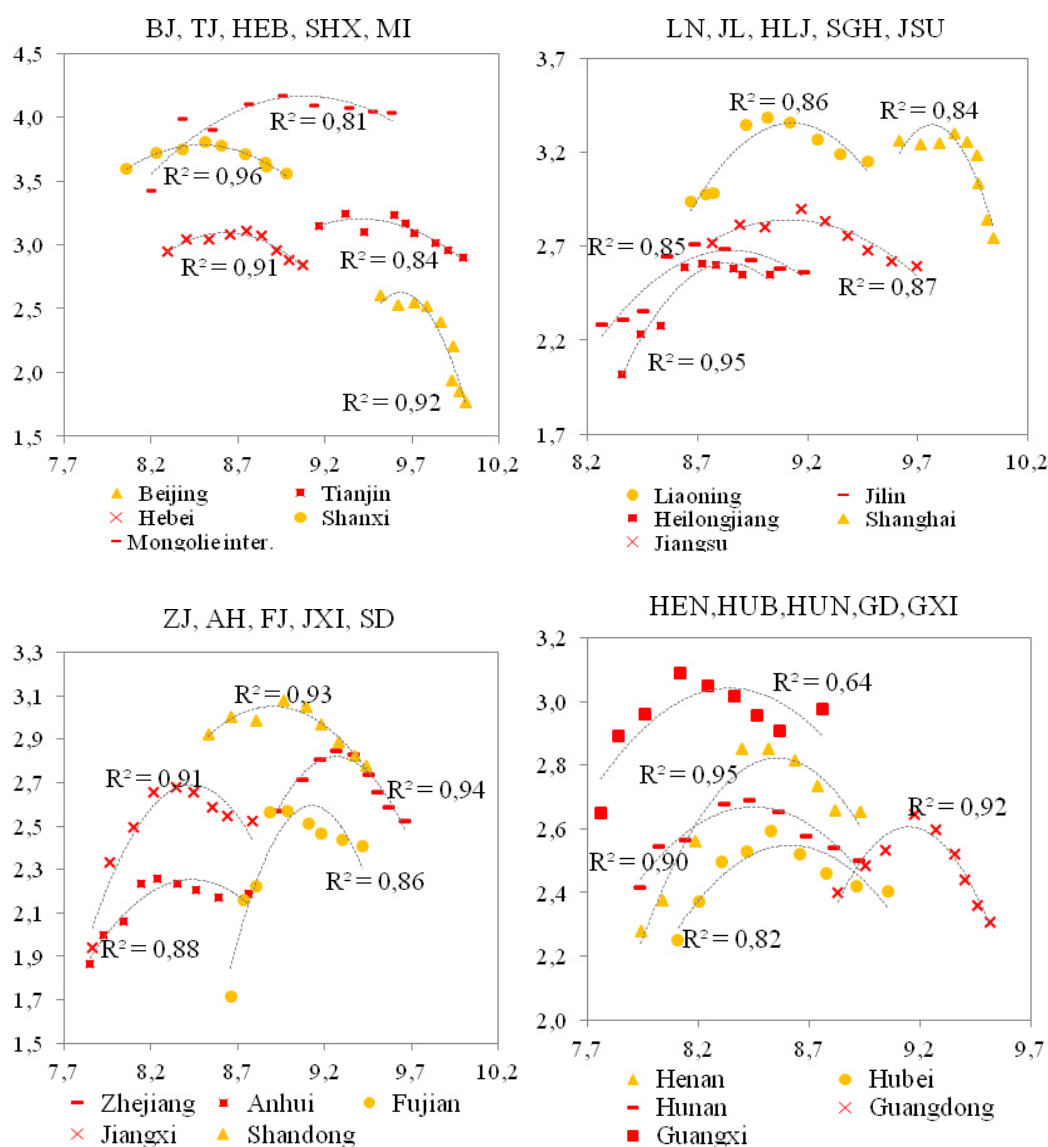 BJ, TJ, HEB, SHX, MI
4,5
4,0
3,5
3,0
2,5
2,0
1,5
R² = 0,81
R² = 0,96
R² = 0,91
R² = 0,84
R² = 0,92
7,7 8,2 8,7 9,2 9,7 10,2
Beijing Tianjin
Hebei Shanxi
Mongolie inter.
LN, JL, HLJ, SGH, JSU
3,7
3,2
2,7
2,2
1,7
R² = 0,86
R² = 0,84
R² = 0,85
R² = 0,87
R² = 0,95
8,2 8,7 9,2 9,7 10,2
Liaoning Jilin
Heilongjiang Shanghai
Jiangsu
ZJ, AH, FJ, JXI, SD
3,3
3,1
2,9
2,7
2,5
2,3
2,1
1,9
1,7
1,5
R² = 0,93
R² = 0,91
R² = 0,94
R² = 0,86
R² = 0,88
7,7 8,2 8,7 9,2 9,7 10,2
Zhejiang Anhui Fujian
Jiangxi Shandong
HEN,HUB,HUN,GD,GXI
3,2
3,0
2,8
2,6
2,4
2,2
2,0
R² = 0,64
R² = 0,95
R² = 0,92
R² = 0,90
R² = 0,82
7,7 8,2 8,7 9,2 9,7
Henan Hubei
Hunan Guangdong
Guangxi